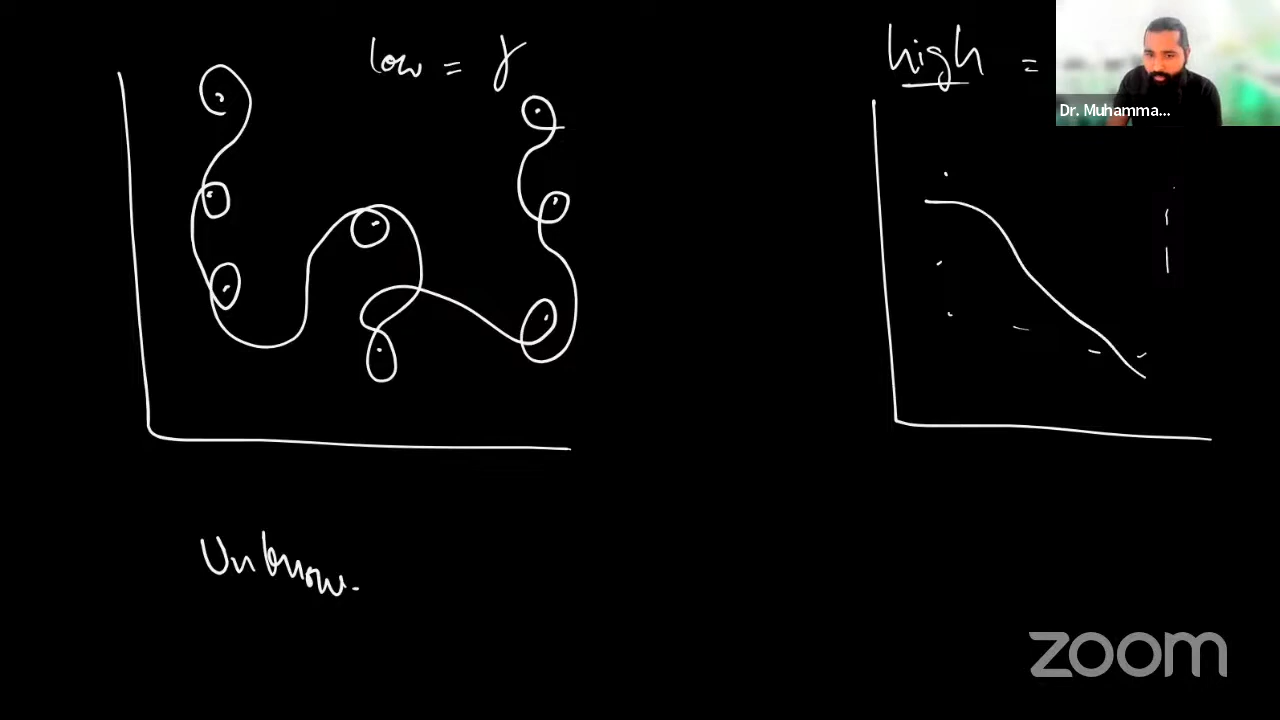 low = γ
high =
Dr. Muhamma...
Unknow.
zoom